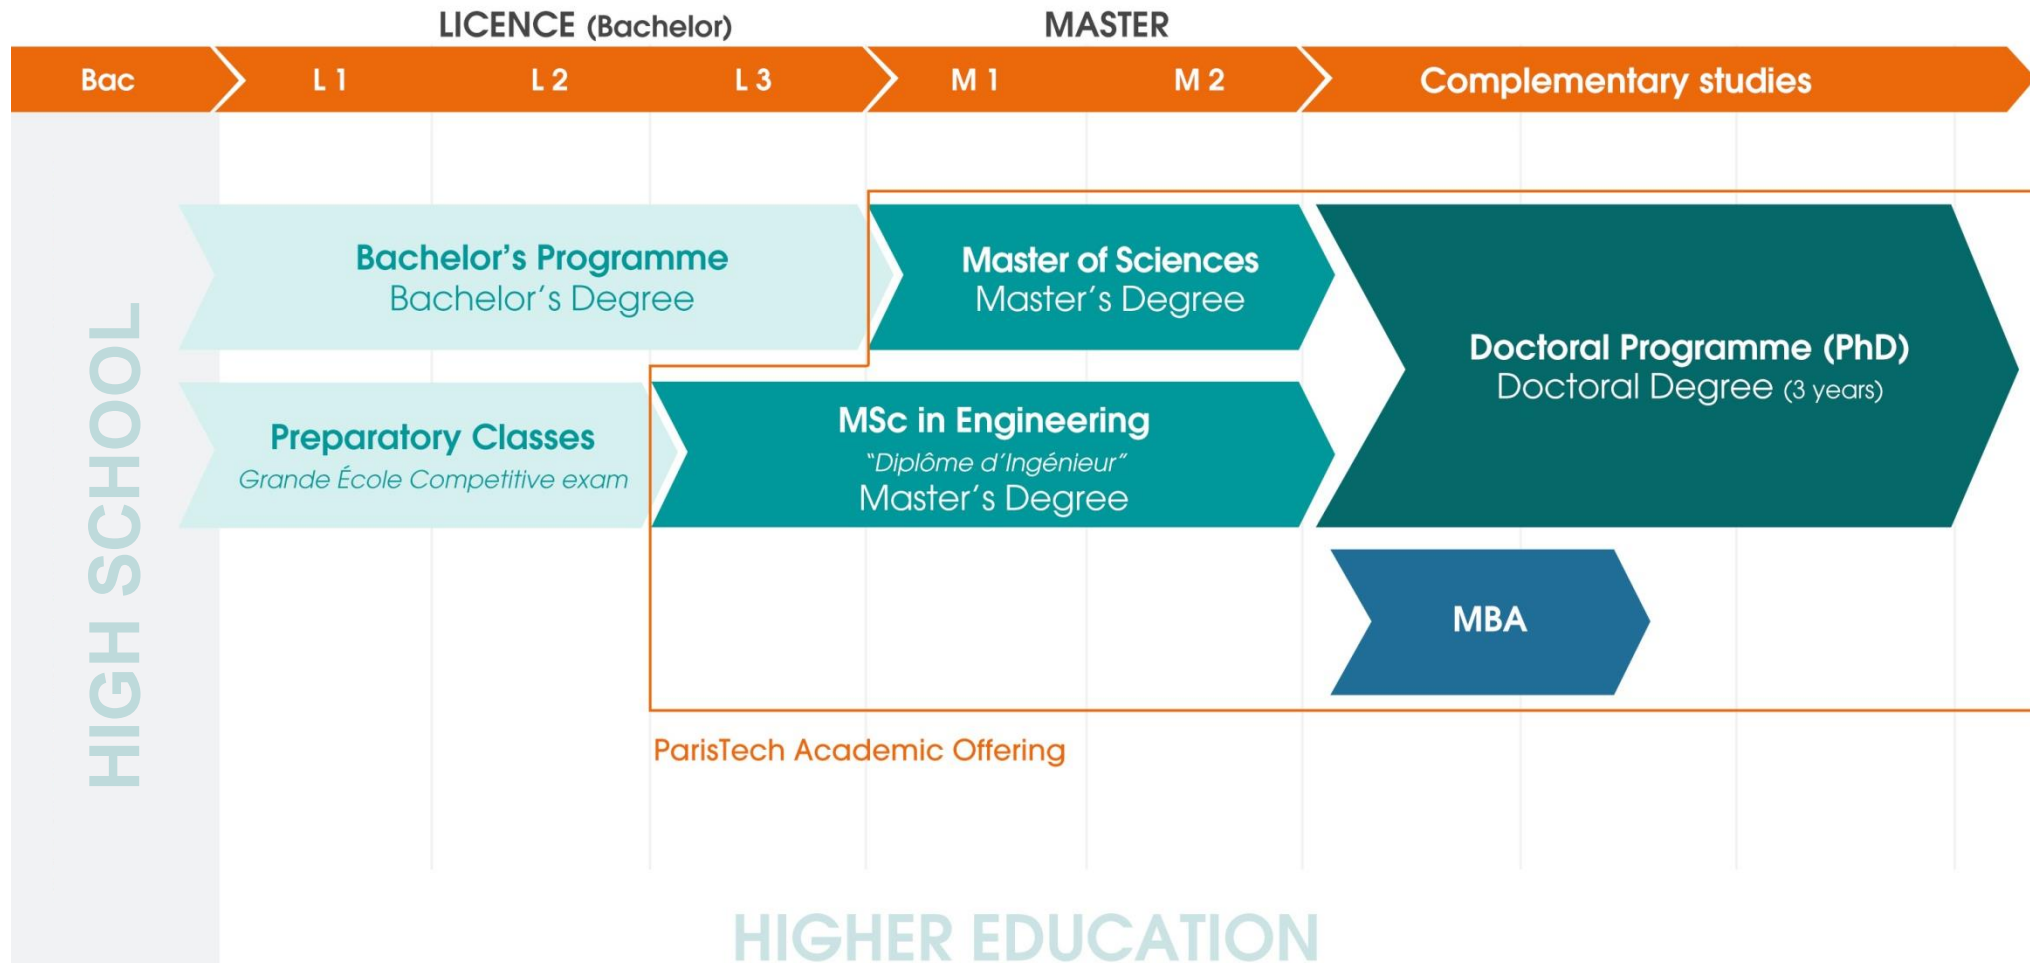 LICENCE (Bachelor)
MASTER
Bac
L 1
L 2
L 3
M 1
M 2
Complementary studies
HIGH SCHOOL
Bachelor's Programme
Bachelor's Degree
Master of Sciences
Master's Degree
Doctoral Programme (PhD)
Doctoral Degree (3 years)
Preparatory Classes
Grande École Competitive exam
MSc in Engineering
"Diplôme d'Ingénieur"
Master's Degree
MBA
ParisTech Academic Offering
HIGHER EDUCATION